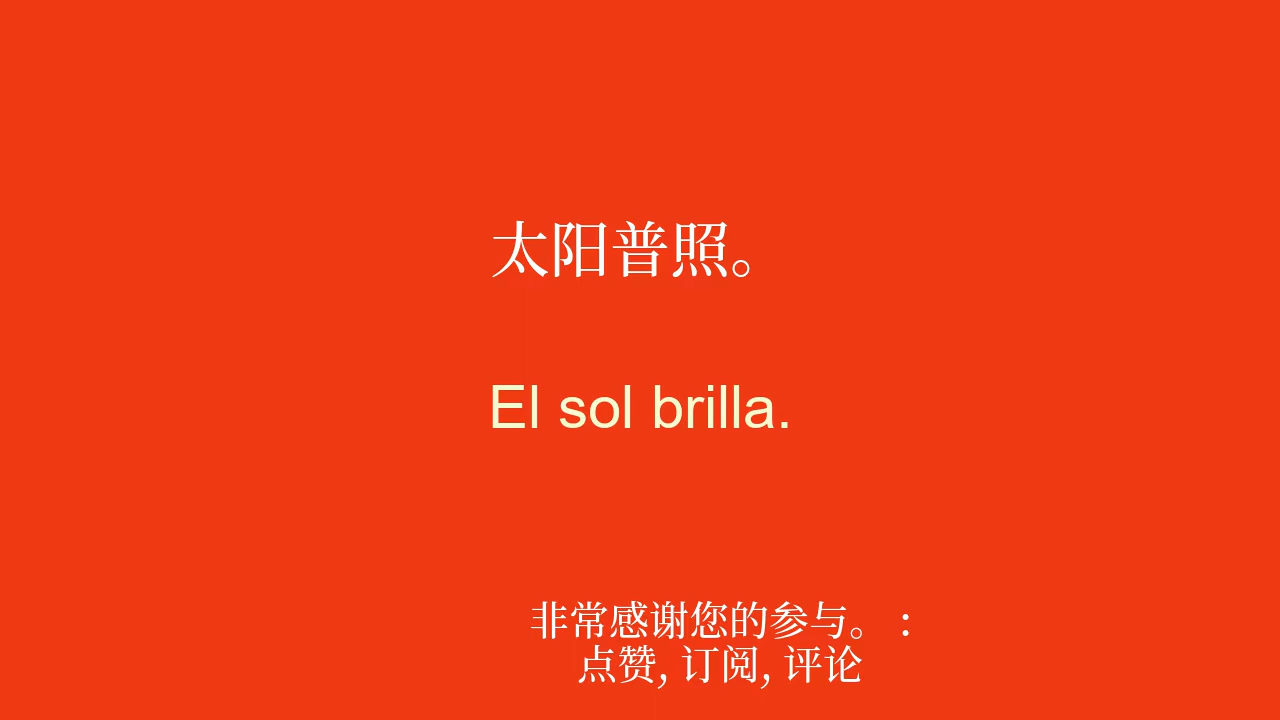 太阳普照。
El sol brilla.
非常感谢您的参与。 :
点赞, 订阅, 评论